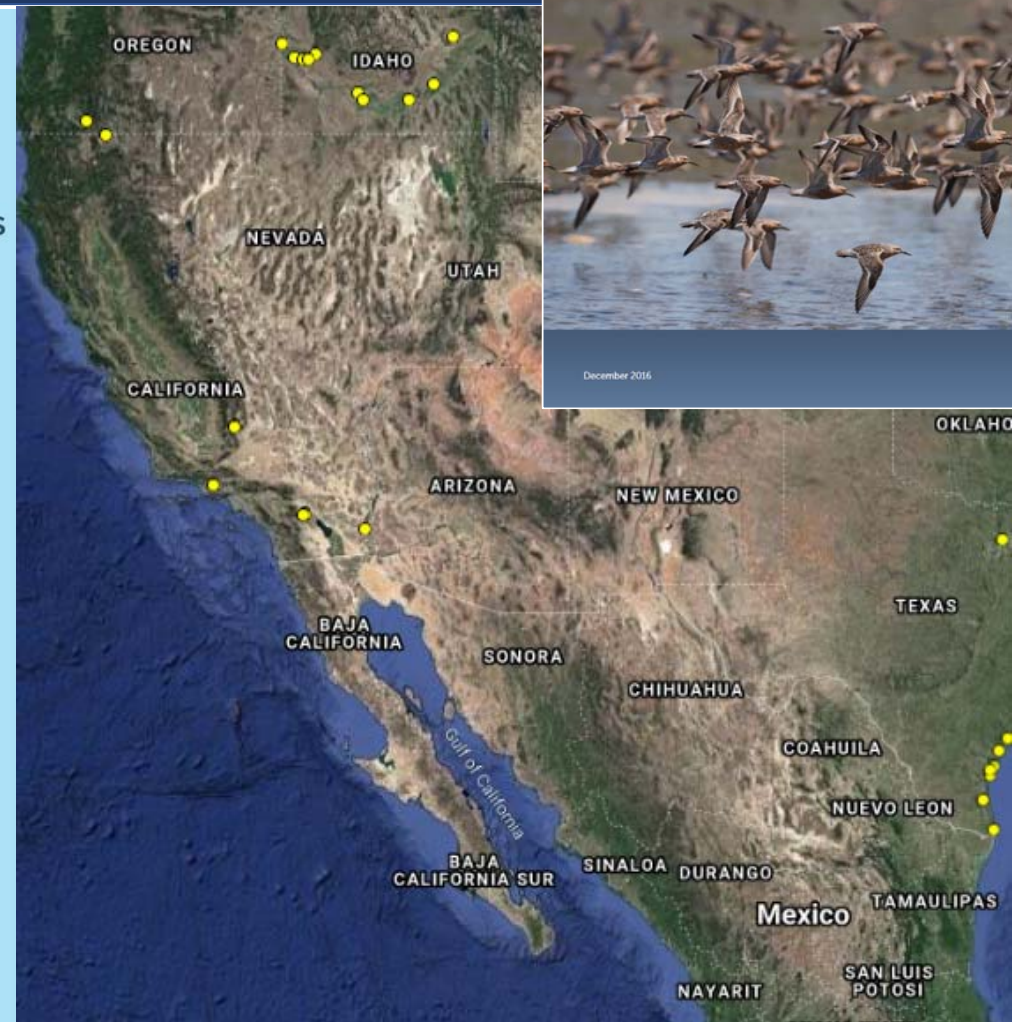 OREGON
IDAHO
s
NEVADA
UTAH
December 2016
CALIFORNIA
OKLAHO
ARIZONA
NEW MEXICO
TEXAS
BAJA
CALIFORNIA
SONORA
CHIHUAHUA
Gulf of California
COAHUILA
NUEVO LEON
BAJA
CALIFORNIA SUR
SINALOA
DURANGO
TAMAULIPAS
Mexico
SAN LUIS
POTOSI
NAYARIT